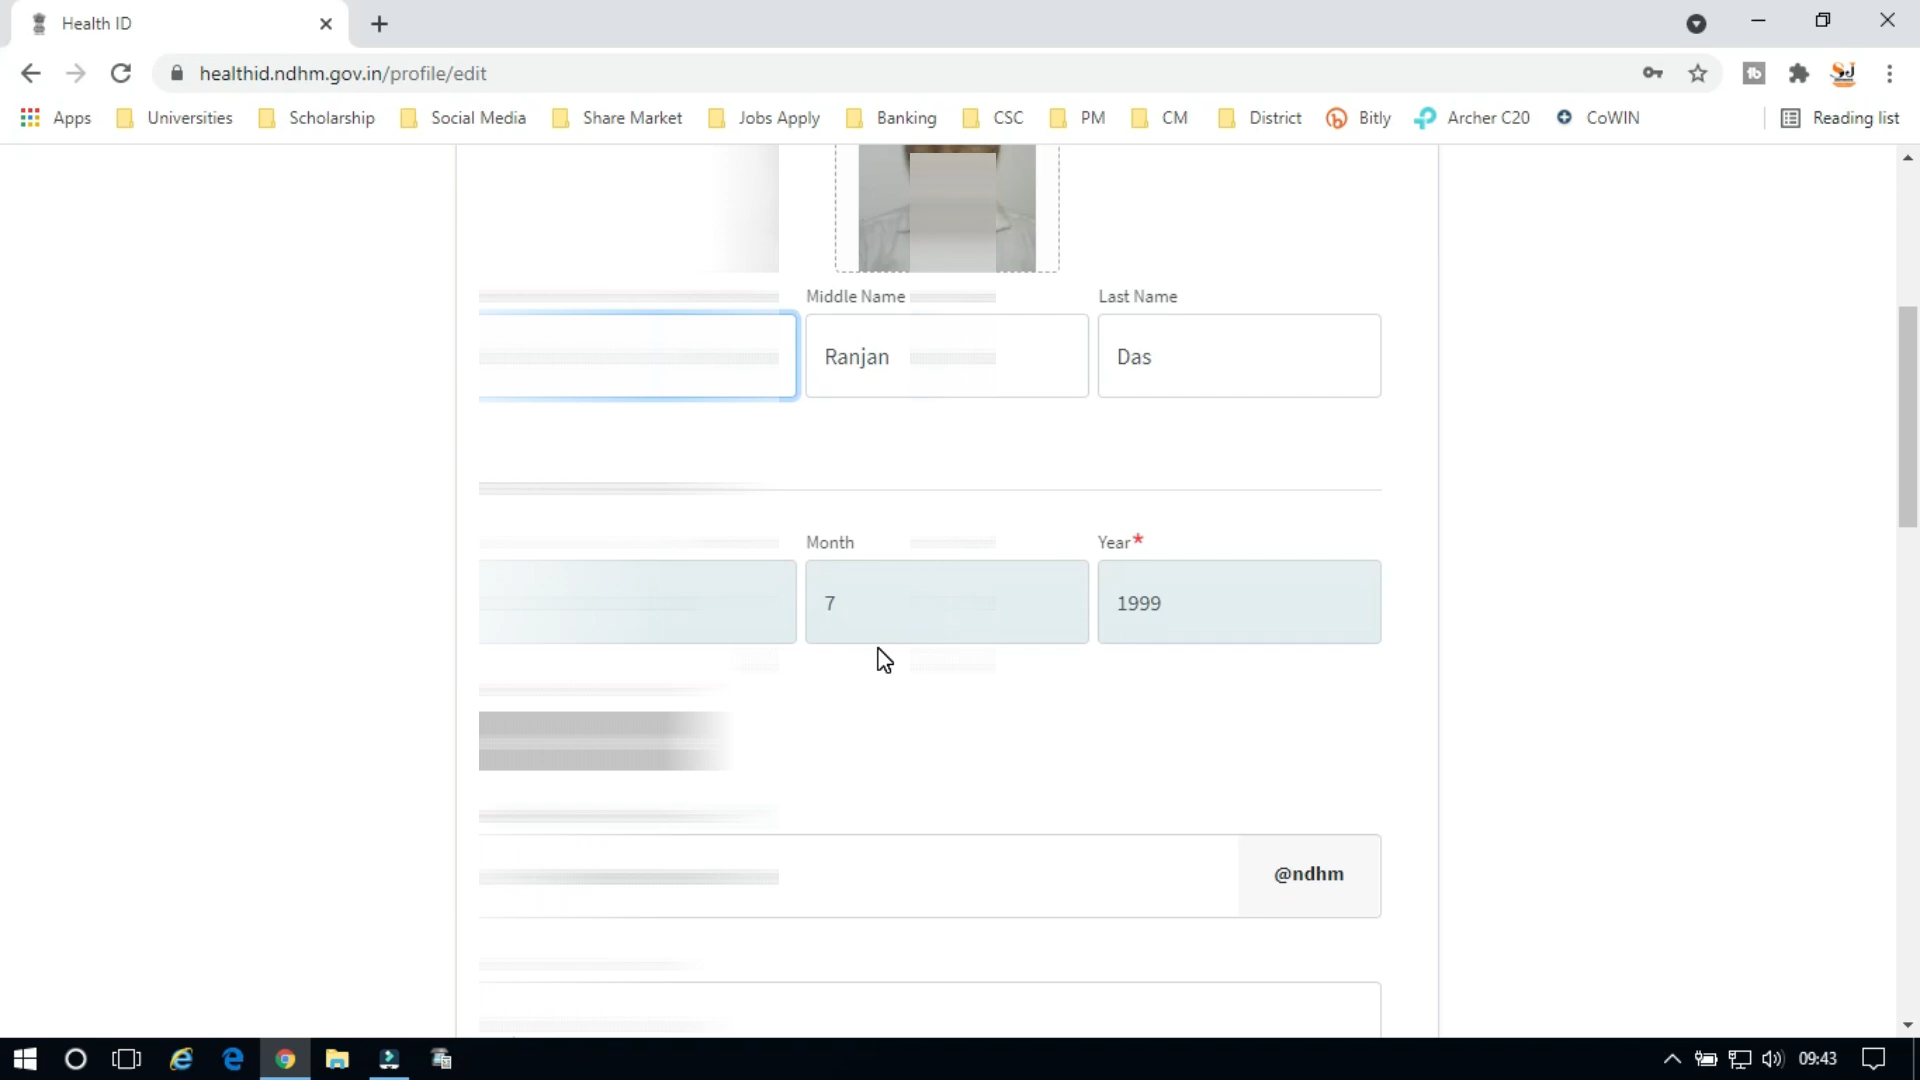 Health ID
healthid.ndhm.gov.in/profile/edit
Apps Universities Scholarship Social Media Share Market Jobs Apply Banking CSC PM CM District Bitly Archer C20 CoWIN Reading list
Middle Name Last Name
Ranjan Das
Month Year*
7 1999
@ndhm
09:43